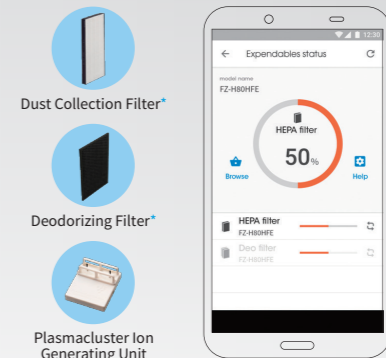 Dust Collection Filter*
Deodorizing Filter*
Plasmacluster Ion
Generating Unit
12:30
Expendables status
model name
FZ-H80HFE
HEPA filter
50%
Browse
Help
HEPA filter
FZ-H80HFE
Deo filter
FZ-H80HFE